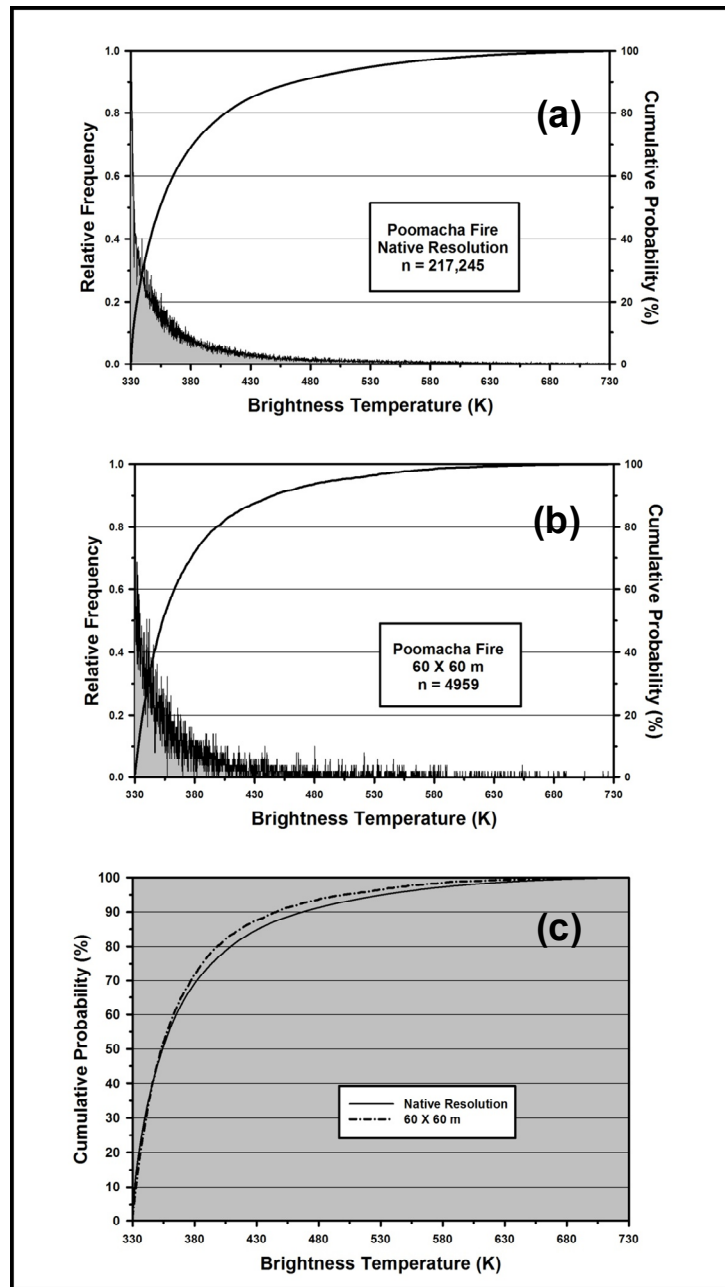 (a)
Relative Frequency
1.0
0.8
0.6
0.4
0.2
0.0
Poomacha Fire
Native Resolution
n = 217,245
100
80
60
40
20
0
Cumulative Probability (%)
330 380 430 480 530 580 630 680 730
Brightness Temperature (K)
(b)
Relative Frequency
1.0
0.8
0.6
0.4
0.2
0.0
Poomacha Fire
60 X 60 m
n = 4959
100
80
60
40
20
0
Cumulative Probability (%)
330 380 430 480 530 580 630 680 730
Brightness Temperature (K)
(c)
Cumulative Probability (%)
100
90
80
70
60
50
40
30
20
10
0
Native Resolution
60 X 60 m
330 380 430 480 530 580 630 680 730
Brightness Temperature (K)